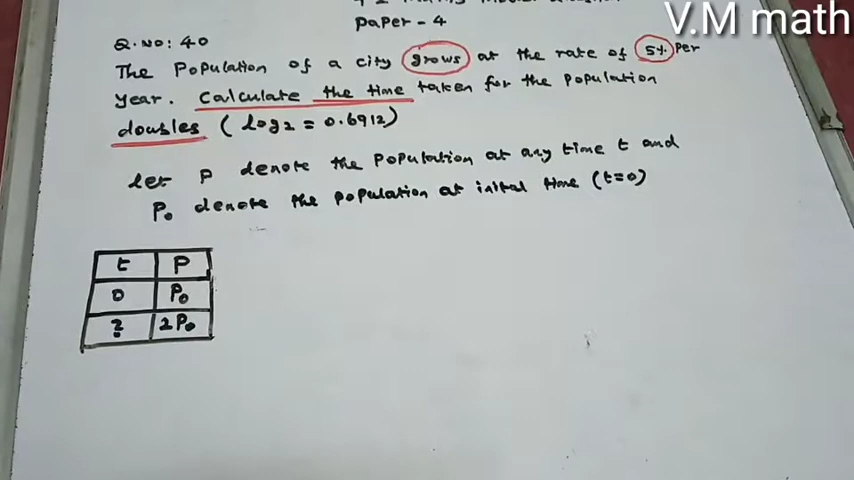 V.M math
Paper - 4
Q.NO: 40
The Population of a city grows at the rate of 5% Per
year. Calculate the time taken for the population
doubles (log2 = 0.6912)
let P denote the population at any time t and
P₀ denote the population at inital time (t=0)
t P
0 P₀
? 2P₀